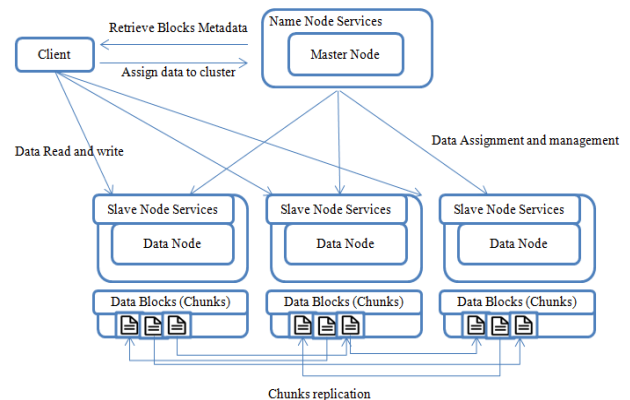 Retrieve Blocks Metadata
Name Node Services
Client
Master Node
Assign data to cluster
Data Read and write
Data Assignment and management
Slave Node Services
Slave Node Services
Slave Node Services
Data Node
Data Node
Data Node
Data Blocks (Chunks)
Data Blocks (Chunks)
Data Blocks (Chunks)
Chunks replication